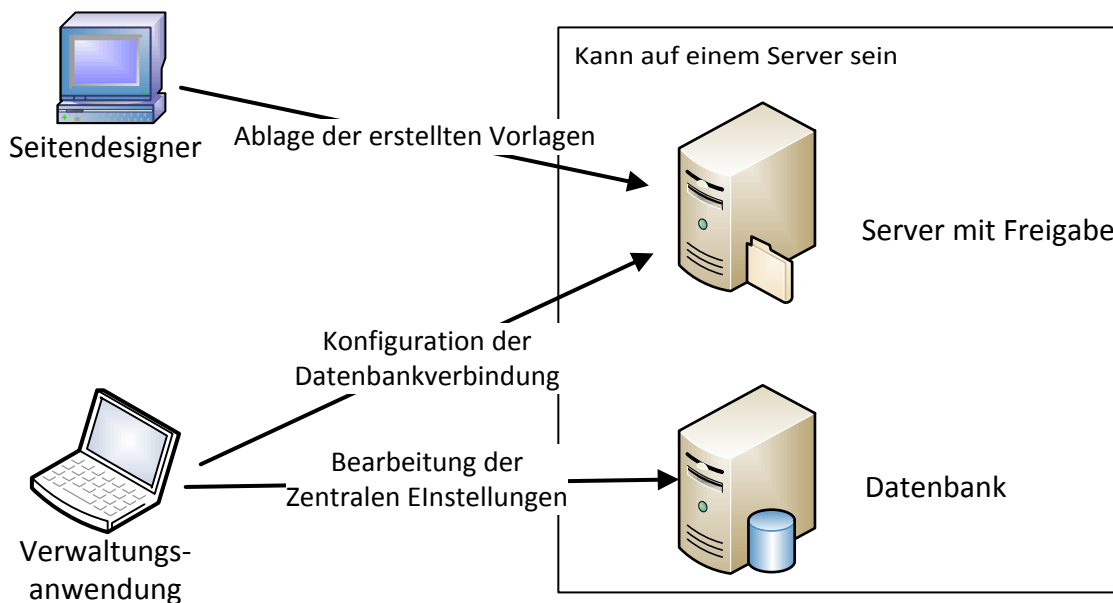 Kann auf einem Server sein
Seitendesigner
Ablage der erstellten Vorlagen
Server mit Freigabe
Konfiguration der
Datenbankverbindung
Bearbeitung der
Zentralen EInstellungen
Datenbank
Verwaltungs-
anwendung